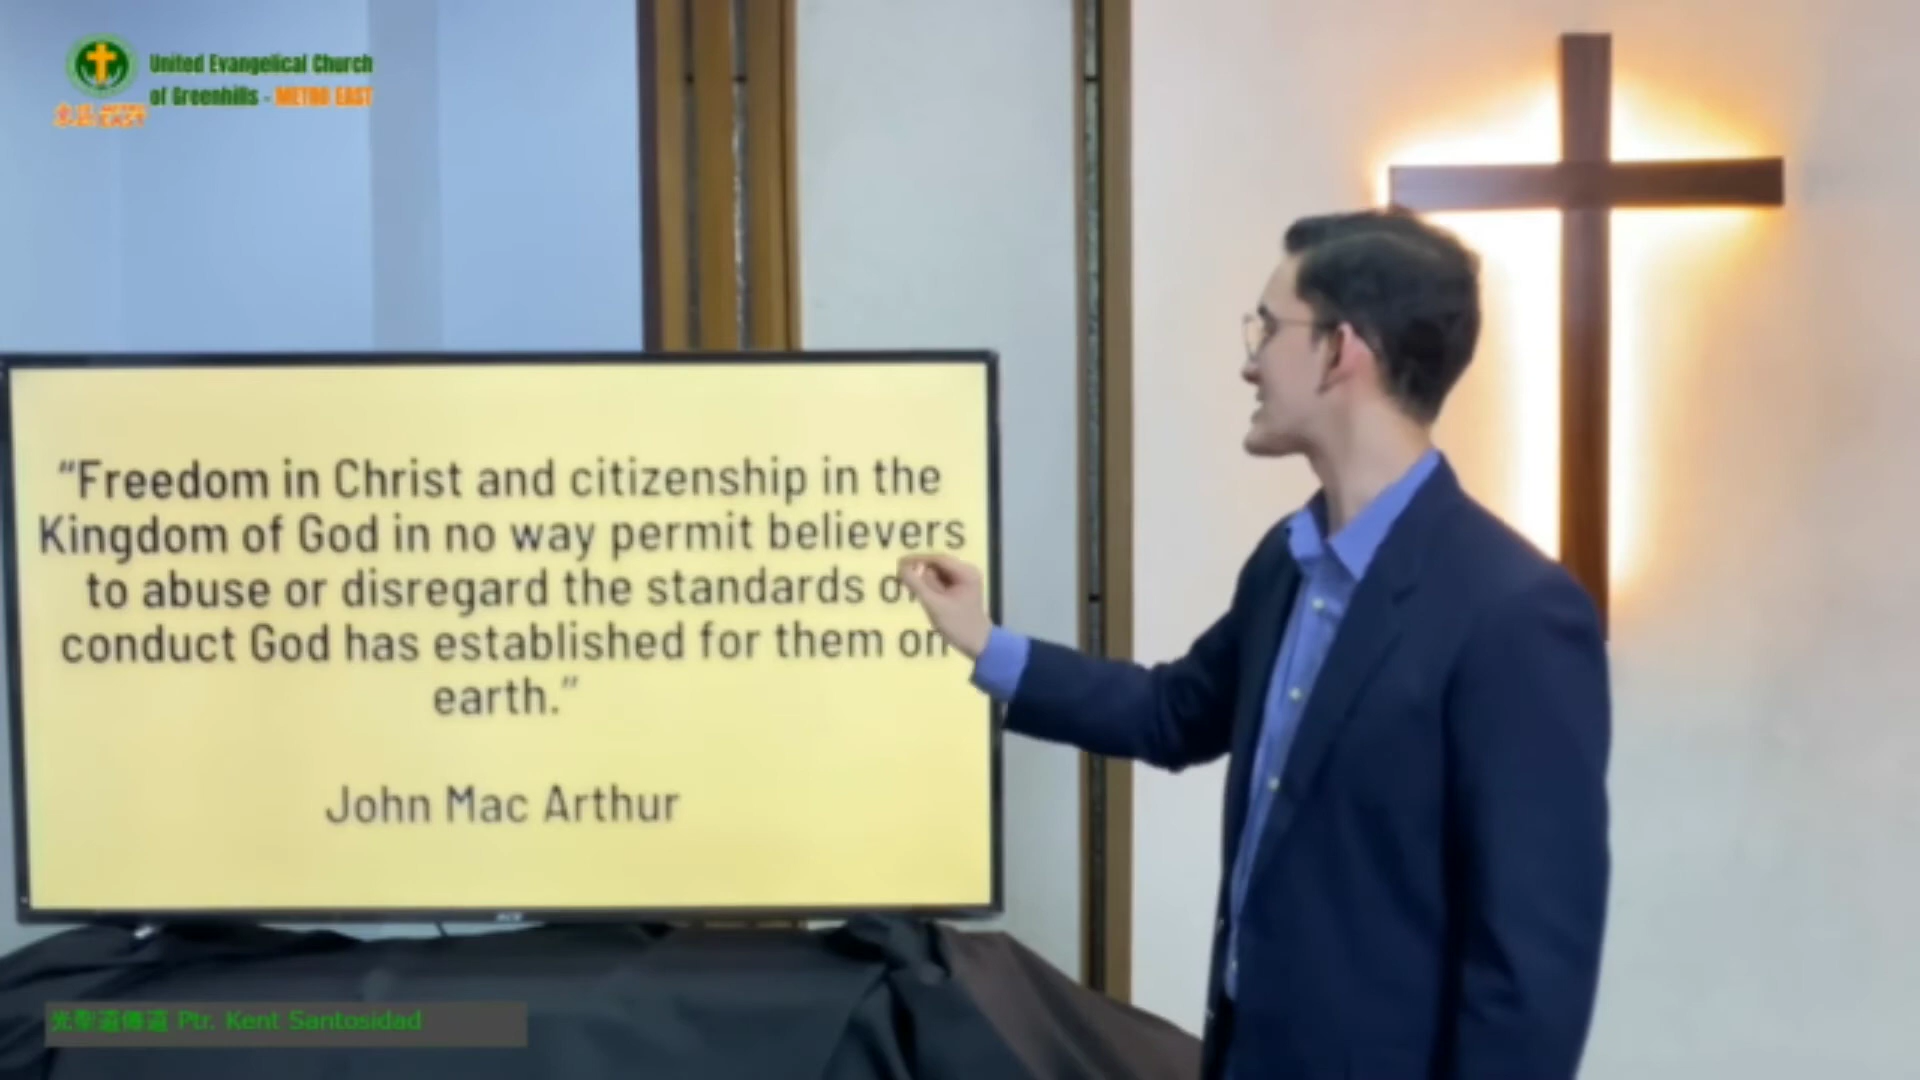 United Evangelical Church
of Greenhills - METRO EAST
"Freedom in Christ and citizenship in the
Kingdom of God in no way permit believers
to abuse or disregard the standards of
conduct God has established for them on
earth."
John Mac Arthur
Ptr. Kent Santosidad